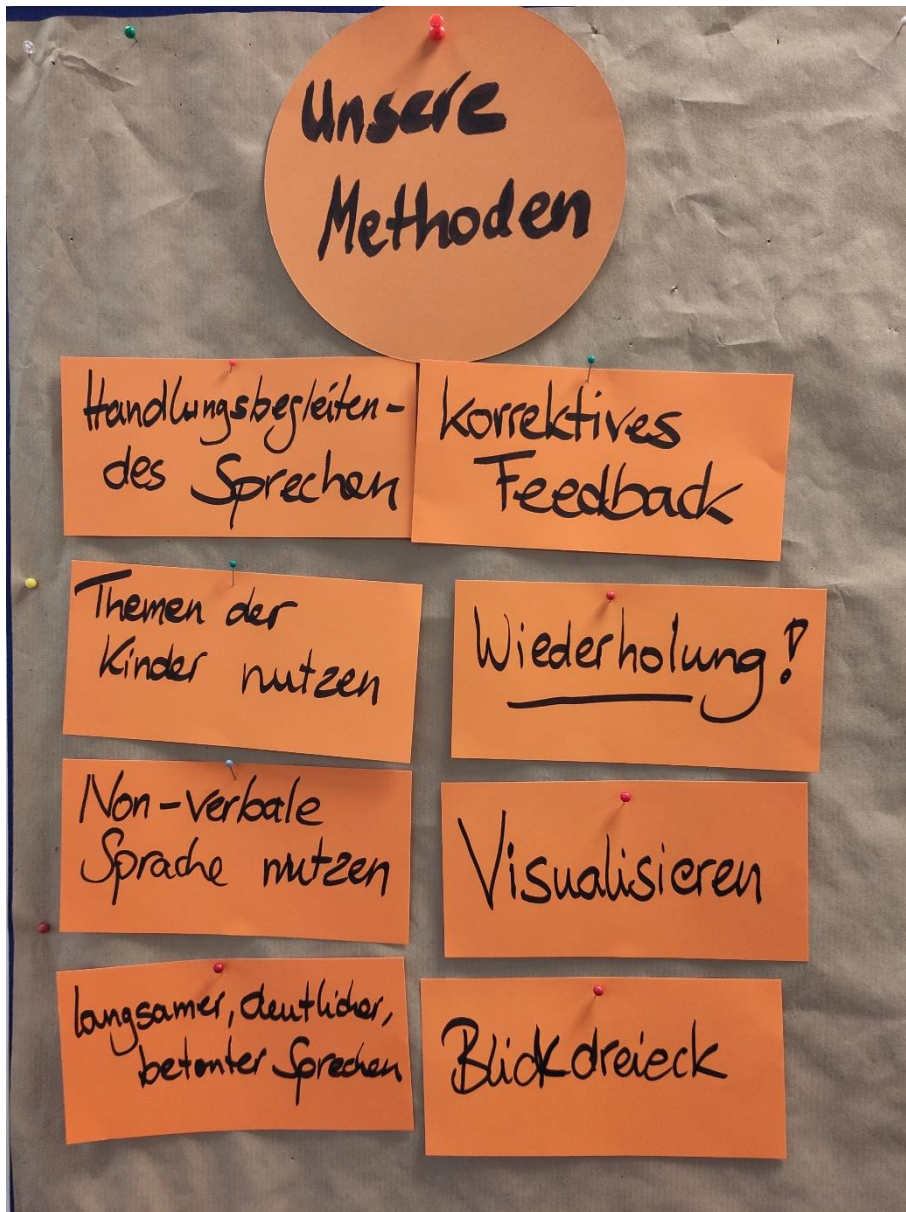 Unsere
Methoden
Handlungsbegleiten-
des Sprechen
korrektives
Feedback
Themen der
Kinder nutzen
Wiederholung!
Non-verbale
Sprache nutzen
Visualisieren
langsamer, deutlicher,
betonter Sprechen
Blickdreieck